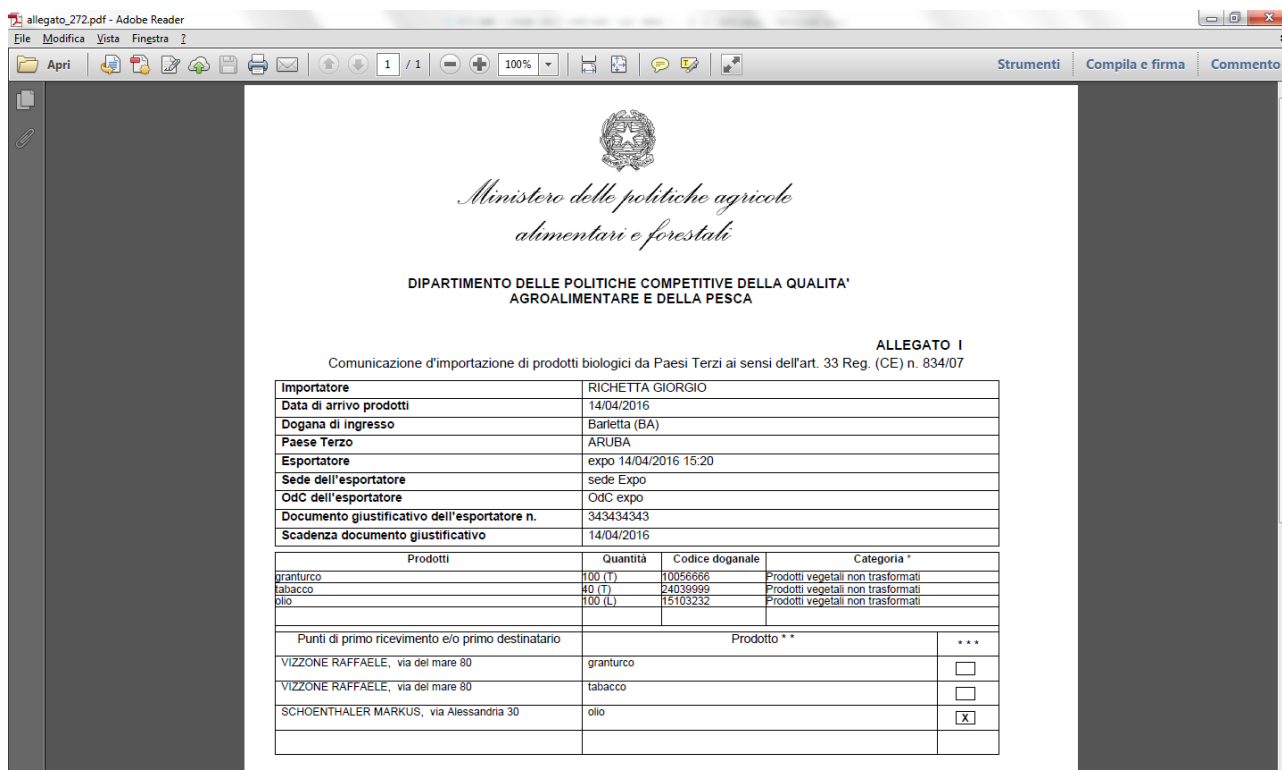 allegato_272.pdf - Adobe Reader
File Modifica Vista Finestra ?
Apri 1 / 1 100% Strumenti Compila e firma Commento
Ministero delle politiche agricole
alimentari e forestali
DIPARTIMENTO DELLE POLITICHE COMPETITIVE DELLA QUALITA'
AGROALIMENTARE E DELLA PESCA
ALLEGATO I
Comunicazione d'importazione di prodotti biologici da Paesi Terzi ai sensi dell'art. 33 Reg. (CE) n. 834/07
Importatore RICHETTA GIORGIO
Data di arrivo prodotti 14/04/2016
Dogana di ingresso Barletta (BA)
Paese Terzo ARUBA
Esportatore expo 14/04/2016 15:20
Sede dell'esportatore sede Expo
OdC dell'esportatore OdC expo
Documento giustificativo dell'esportatore n. 343434343
Scadenza documento giustificativo 14/04/2016
Prodotti Quantità Codice doganale Categoria *
granturco 100 (T) 10056666 Prodotti vegetali non trasformati
tabacco 40 (T) 24039999 Prodotti vegetali non trasformati
olio 100 (L) 15103232 Prodotti vegetali non trasformati
Punti di primo ricevimento e/o primo destinatario Prodotto * * * * *
VIZZONE RAFFAELE, via del mare 80 granturco
VIZZONE RAFFAELE, via del mare 80 tabacco
SCHOENTHALER MARKUS, via Alessandria 30 olio X